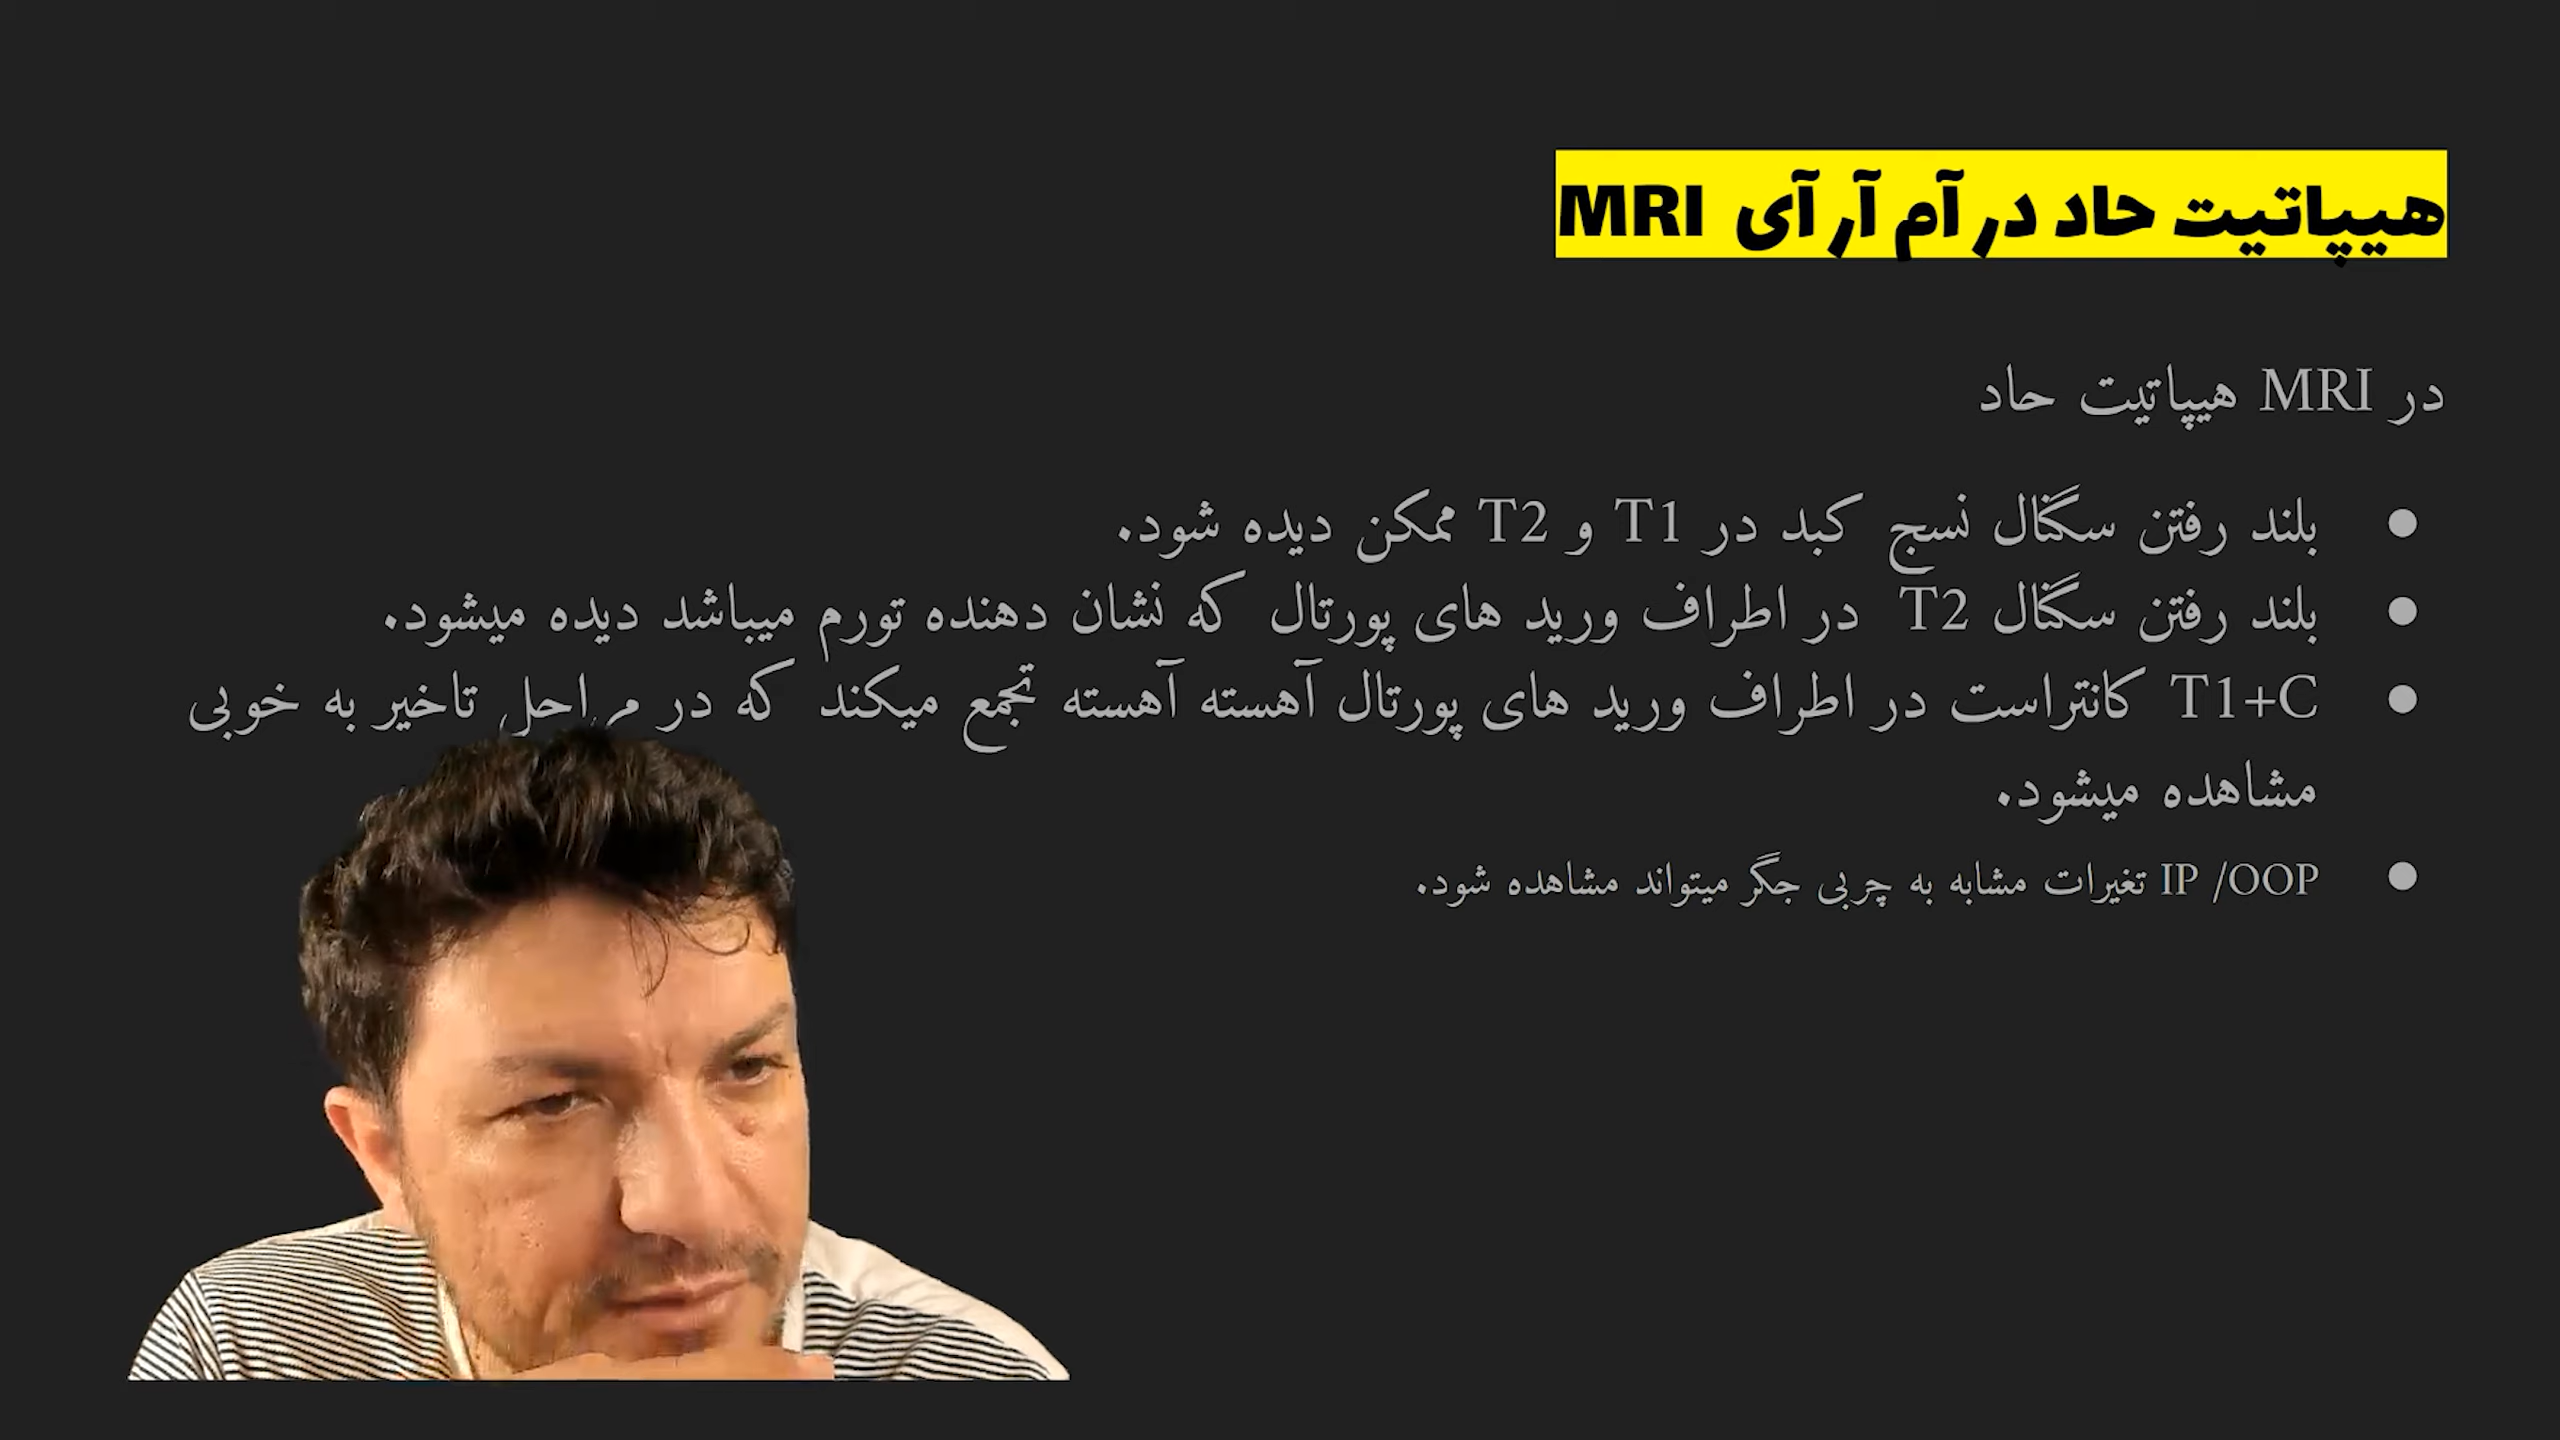 هیپاتیت حاد در آم آر آی MRI
در MRI هیپاتیت حاد
● بلند رفتن سگنال نسج کبد در T1 و T2 ممکن دیده شود.
● بلند رفتن سگنال T2 در اطراف ورید های پورتال که نشان دهنده تورم میباشد دیده میشود.
● T1+C کانتراست در اطراف ورید های پورتال آهسته آهسته تجمع میکند که در مراحل تاخیر به خوبی
مشاهده میشود.
● IP /OOP تغیرات مشابه به چربی جگر میتواند مشاهده شود.